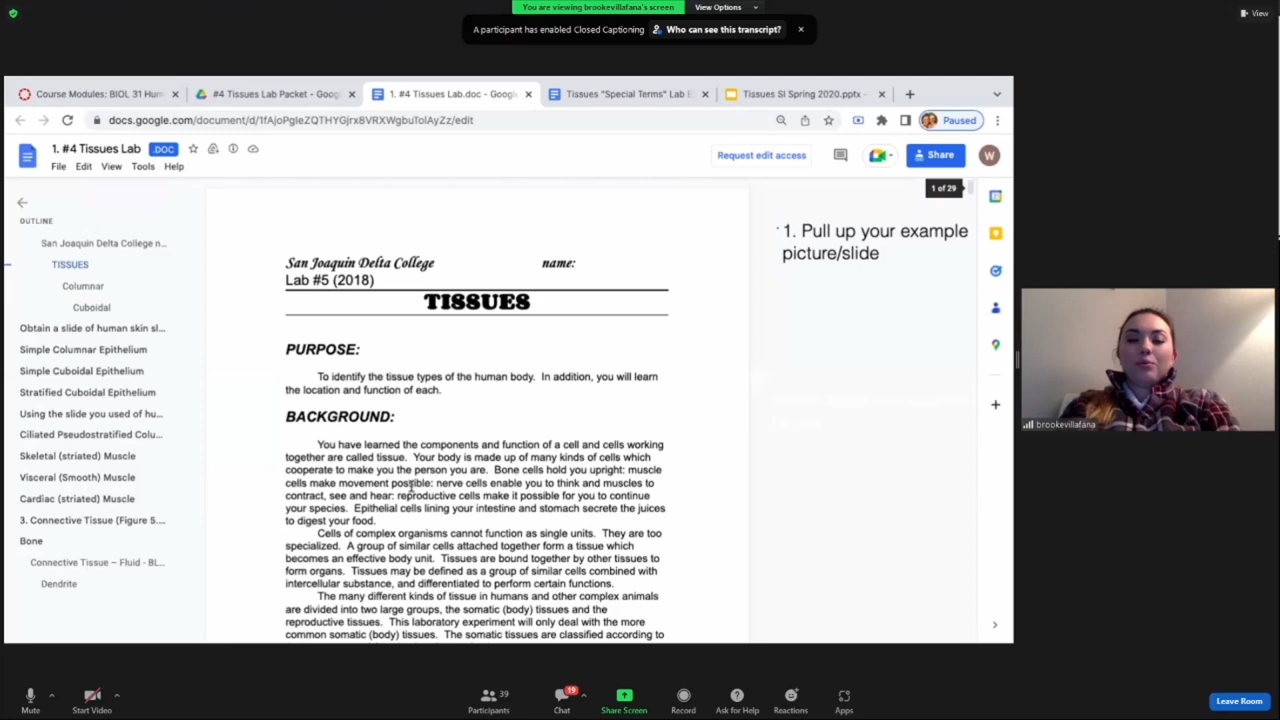 You are viewing brookevillafana's screen
View Options
View
A participant has enabled Closed Captioning
Who can see this transcript?
Course Modules: BIOL 31 Hum
#4 Tissues Lab Packet - Goog
1. #4 Tissues Lab.doc - Goog
Tissues "Special Terms" Lab E
Tissues SI Spring 2020.pptx -
docs.google.com/document/d/1fAjoPgleZQTHYGjrx8VRXWgbuTolAyZz/edit
Paused
1. #4 Tissues Lab
.DOC
File Edit View Tools Help
Request edit access
Share
W
1 of 29
OUTLINE
San Joaquin Delta College n...
TISSUES
Columnar
Cuboidal
Obtain a slide of human skin sl...
Simple Columnar Epithelium
Simple Cuboidal Epithelium
Stratified Cuboidal Epithelium
Using the slide you used of hu...
Ciliated Pseudostratified Colu...
Skeletal (striated) Muscle
Visceral (Smooth) Muscle
Cardiac (striated) Muscle
3. Connective Tissue (Figure 5....
Bone
Connective Tissue – Fluid - BL...
Dendrite
San Joaquin Delta College name:
Lab #5 (2018)
TISSUES
PURPOSE:
To identify the tissue types of the human body. In addition, you will learn
the location and function of each.
BACKGROUND:
You have learned the components and function of a cell and cells working
together are called tissue. Your body is made up of many kinds of cells which
cooperate to make you the person you are. Bone cells hold you upright: muscle
cells make movement possible: nerve cells enable you to think and muscles to
contract, see and hear: reproductive cells make it possible for you to continue
your species. Epithelial cells lining your intestine and stomach secrete the juices
to digest your food.
Cells of complex organisms cannot function as single units. They are too
specialized. A group of similar cells attached together form a tissue which
becomes an effective body unit. Tissues are bound together by other tissues to
form organs. Tissues may be defined as a group of similar cells combined with
intercellular substance, and differentiated to perform certain functions.
The many different kinds of tissue in humans and other complex animals
are divided into two large groups, the somatic (body) tissues and the
reproductive tissues. This laboratory experiment will only deal with the more
common somatic (body) tissues. The somatic tissues are classified according to
1. Pull up your example
picture/slide
brookevillafana
Mute
Start Video
39
Participants
19
Chat
Share Screen
Record
Ask for Help
Reactions
Apps
Leave Room